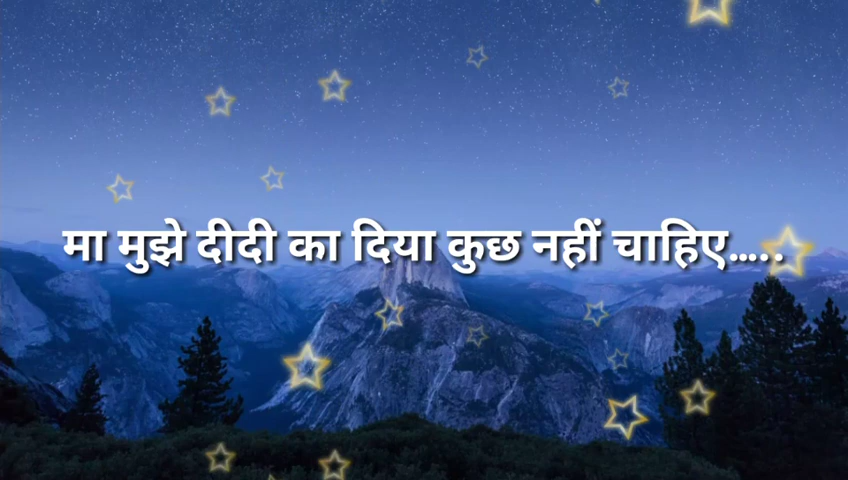 मा मुझे दीदी का दिया कुछ नहीं चाहिए.....